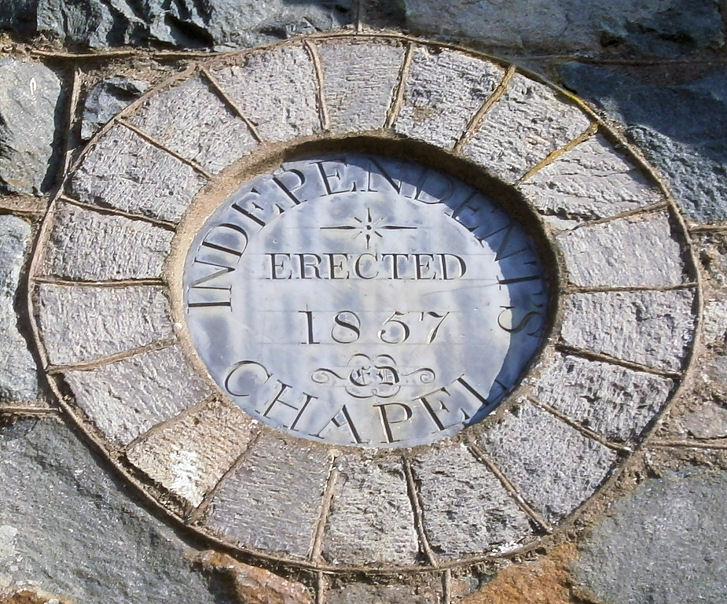 INDEPENDENTS
ERECTED
1857
CHAPEL